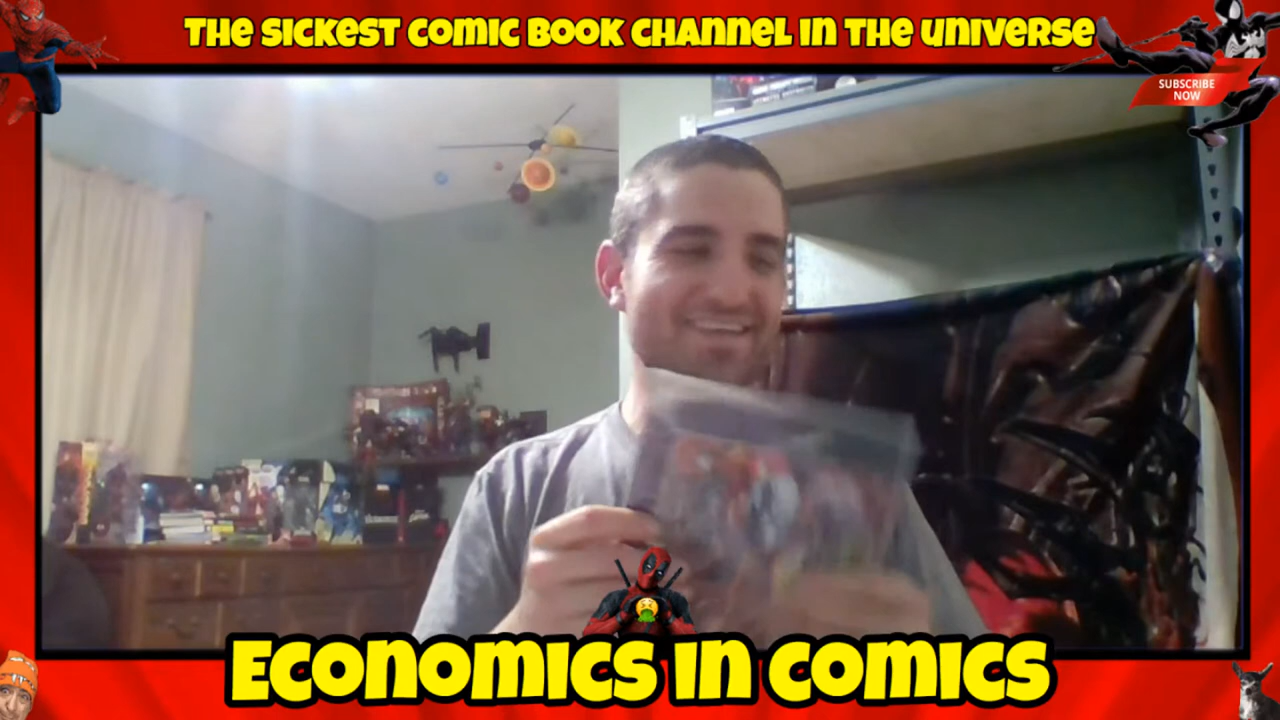 THE SICKEST COMIC BOOK CHANNEL IN THE UNIVERSE
SUBSCRIBE
NOW
ECONOMICS IN COMICS